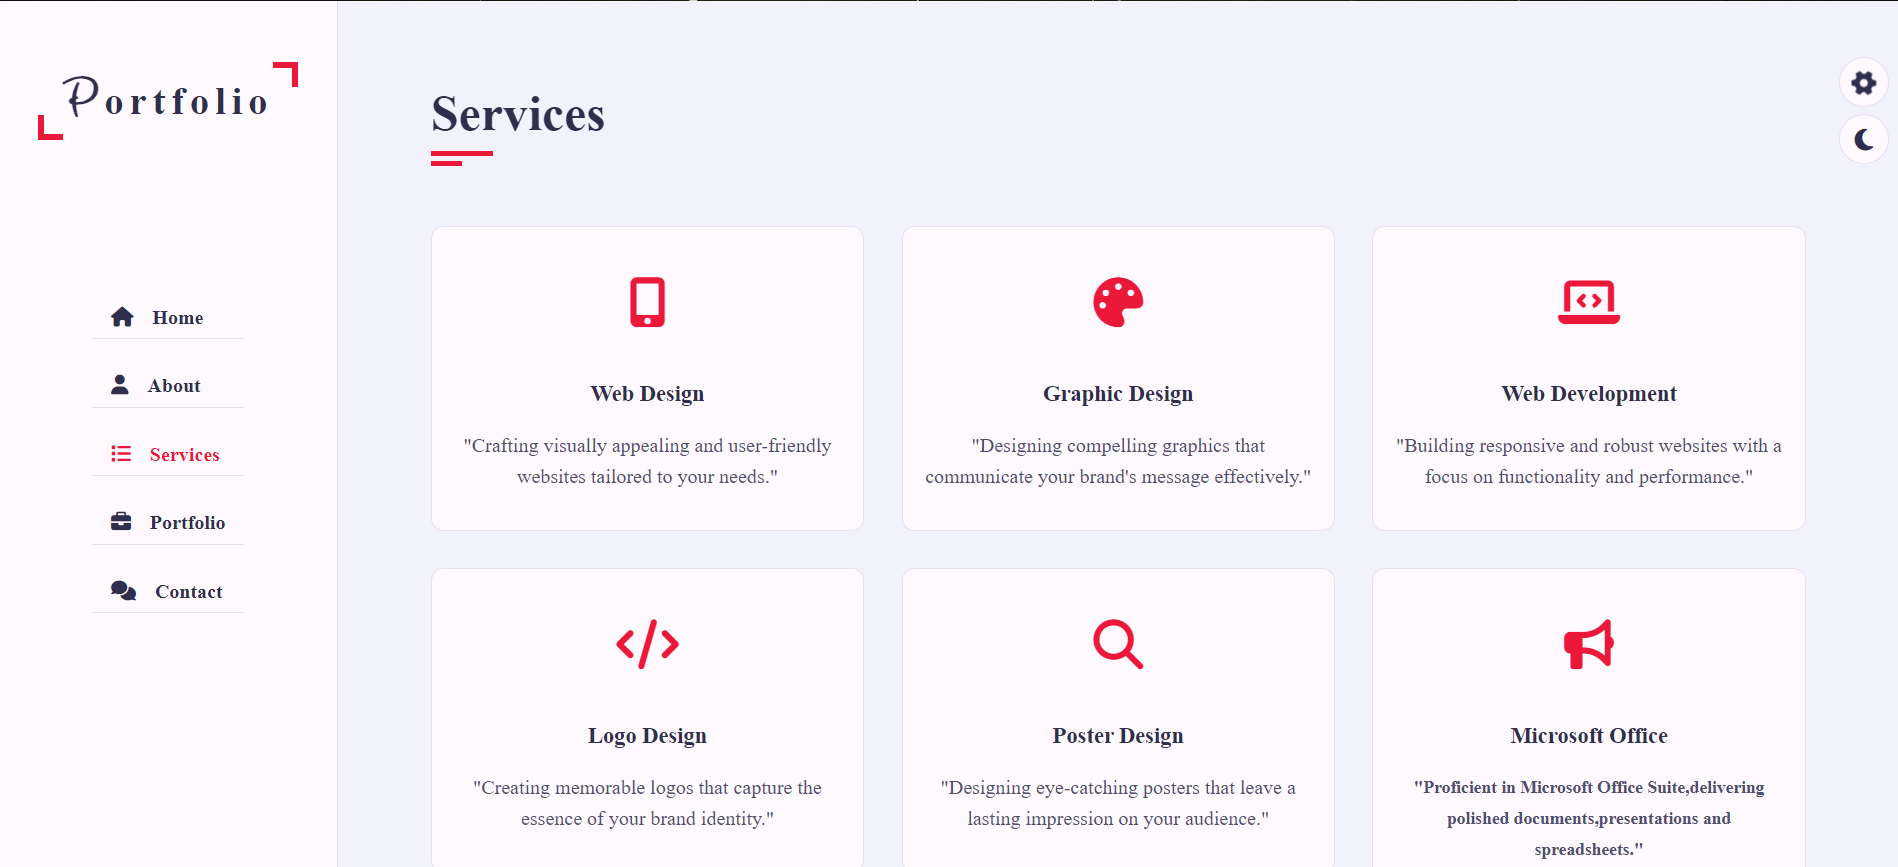 Portfolio
Home
About
Services
Portfolio
Contact
Services
Web Design
"Crafting visually appealing and user-friendly
websites tailored to your needs."
Graphic Design
"Designing compelling graphics that
communicate your brand's message effectively."
Web Development
"Building responsive and robust websites with a
focus on functionality and performance."
Logo Design
"Creating memorable logos that capture the
essence of your brand identity."
Poster Design
"Designing eye-catching posters that leave a
lasting impression on your audience."
Microsoft Office
"Proficient in Microsoft Office Suite,delivering
polished documents,presentations and
spreadsheets."